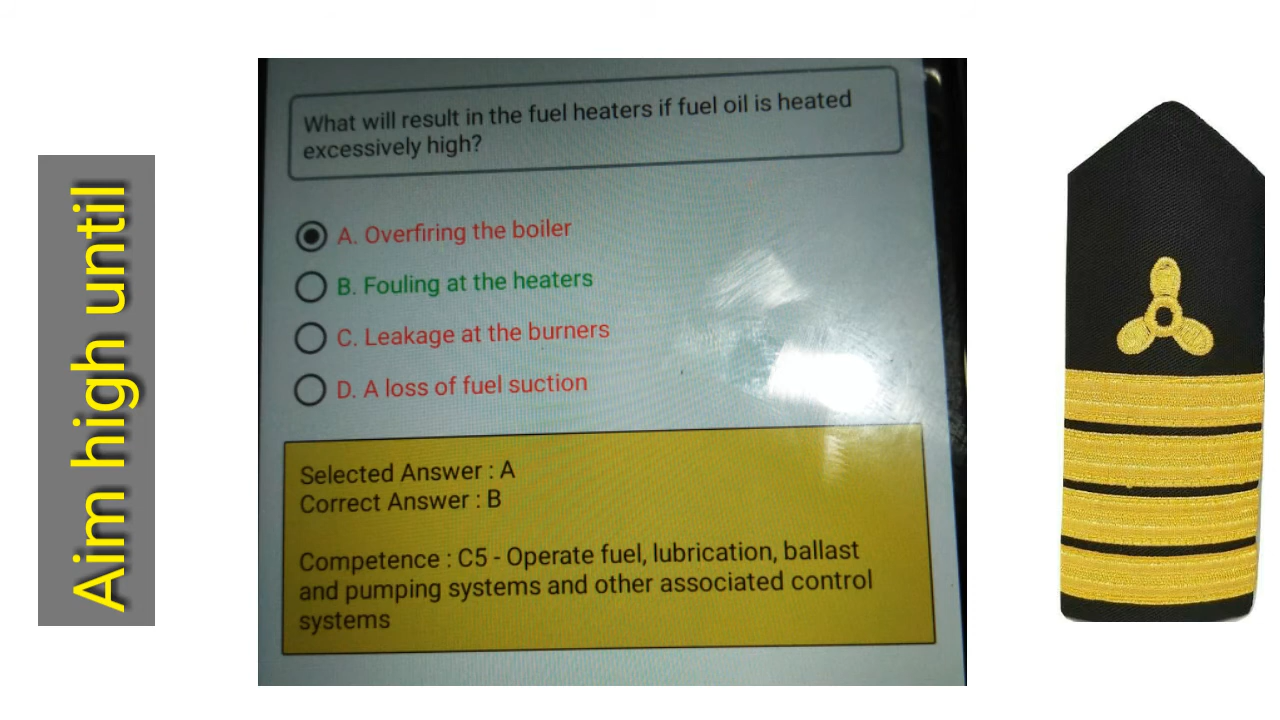 Aim high until
What will result in the fuel heaters if fuel oil is heated
excessively high?
A. Overfiring the boiler
B. Fouling at the heaters
C. Leakage at the burners
D. A loss of fuel suction
Selected Answer : A
Correct Answer : B
Competence : C5 - Operate fuel, lubrication, ballast
and pumping systems and other associated control
systems